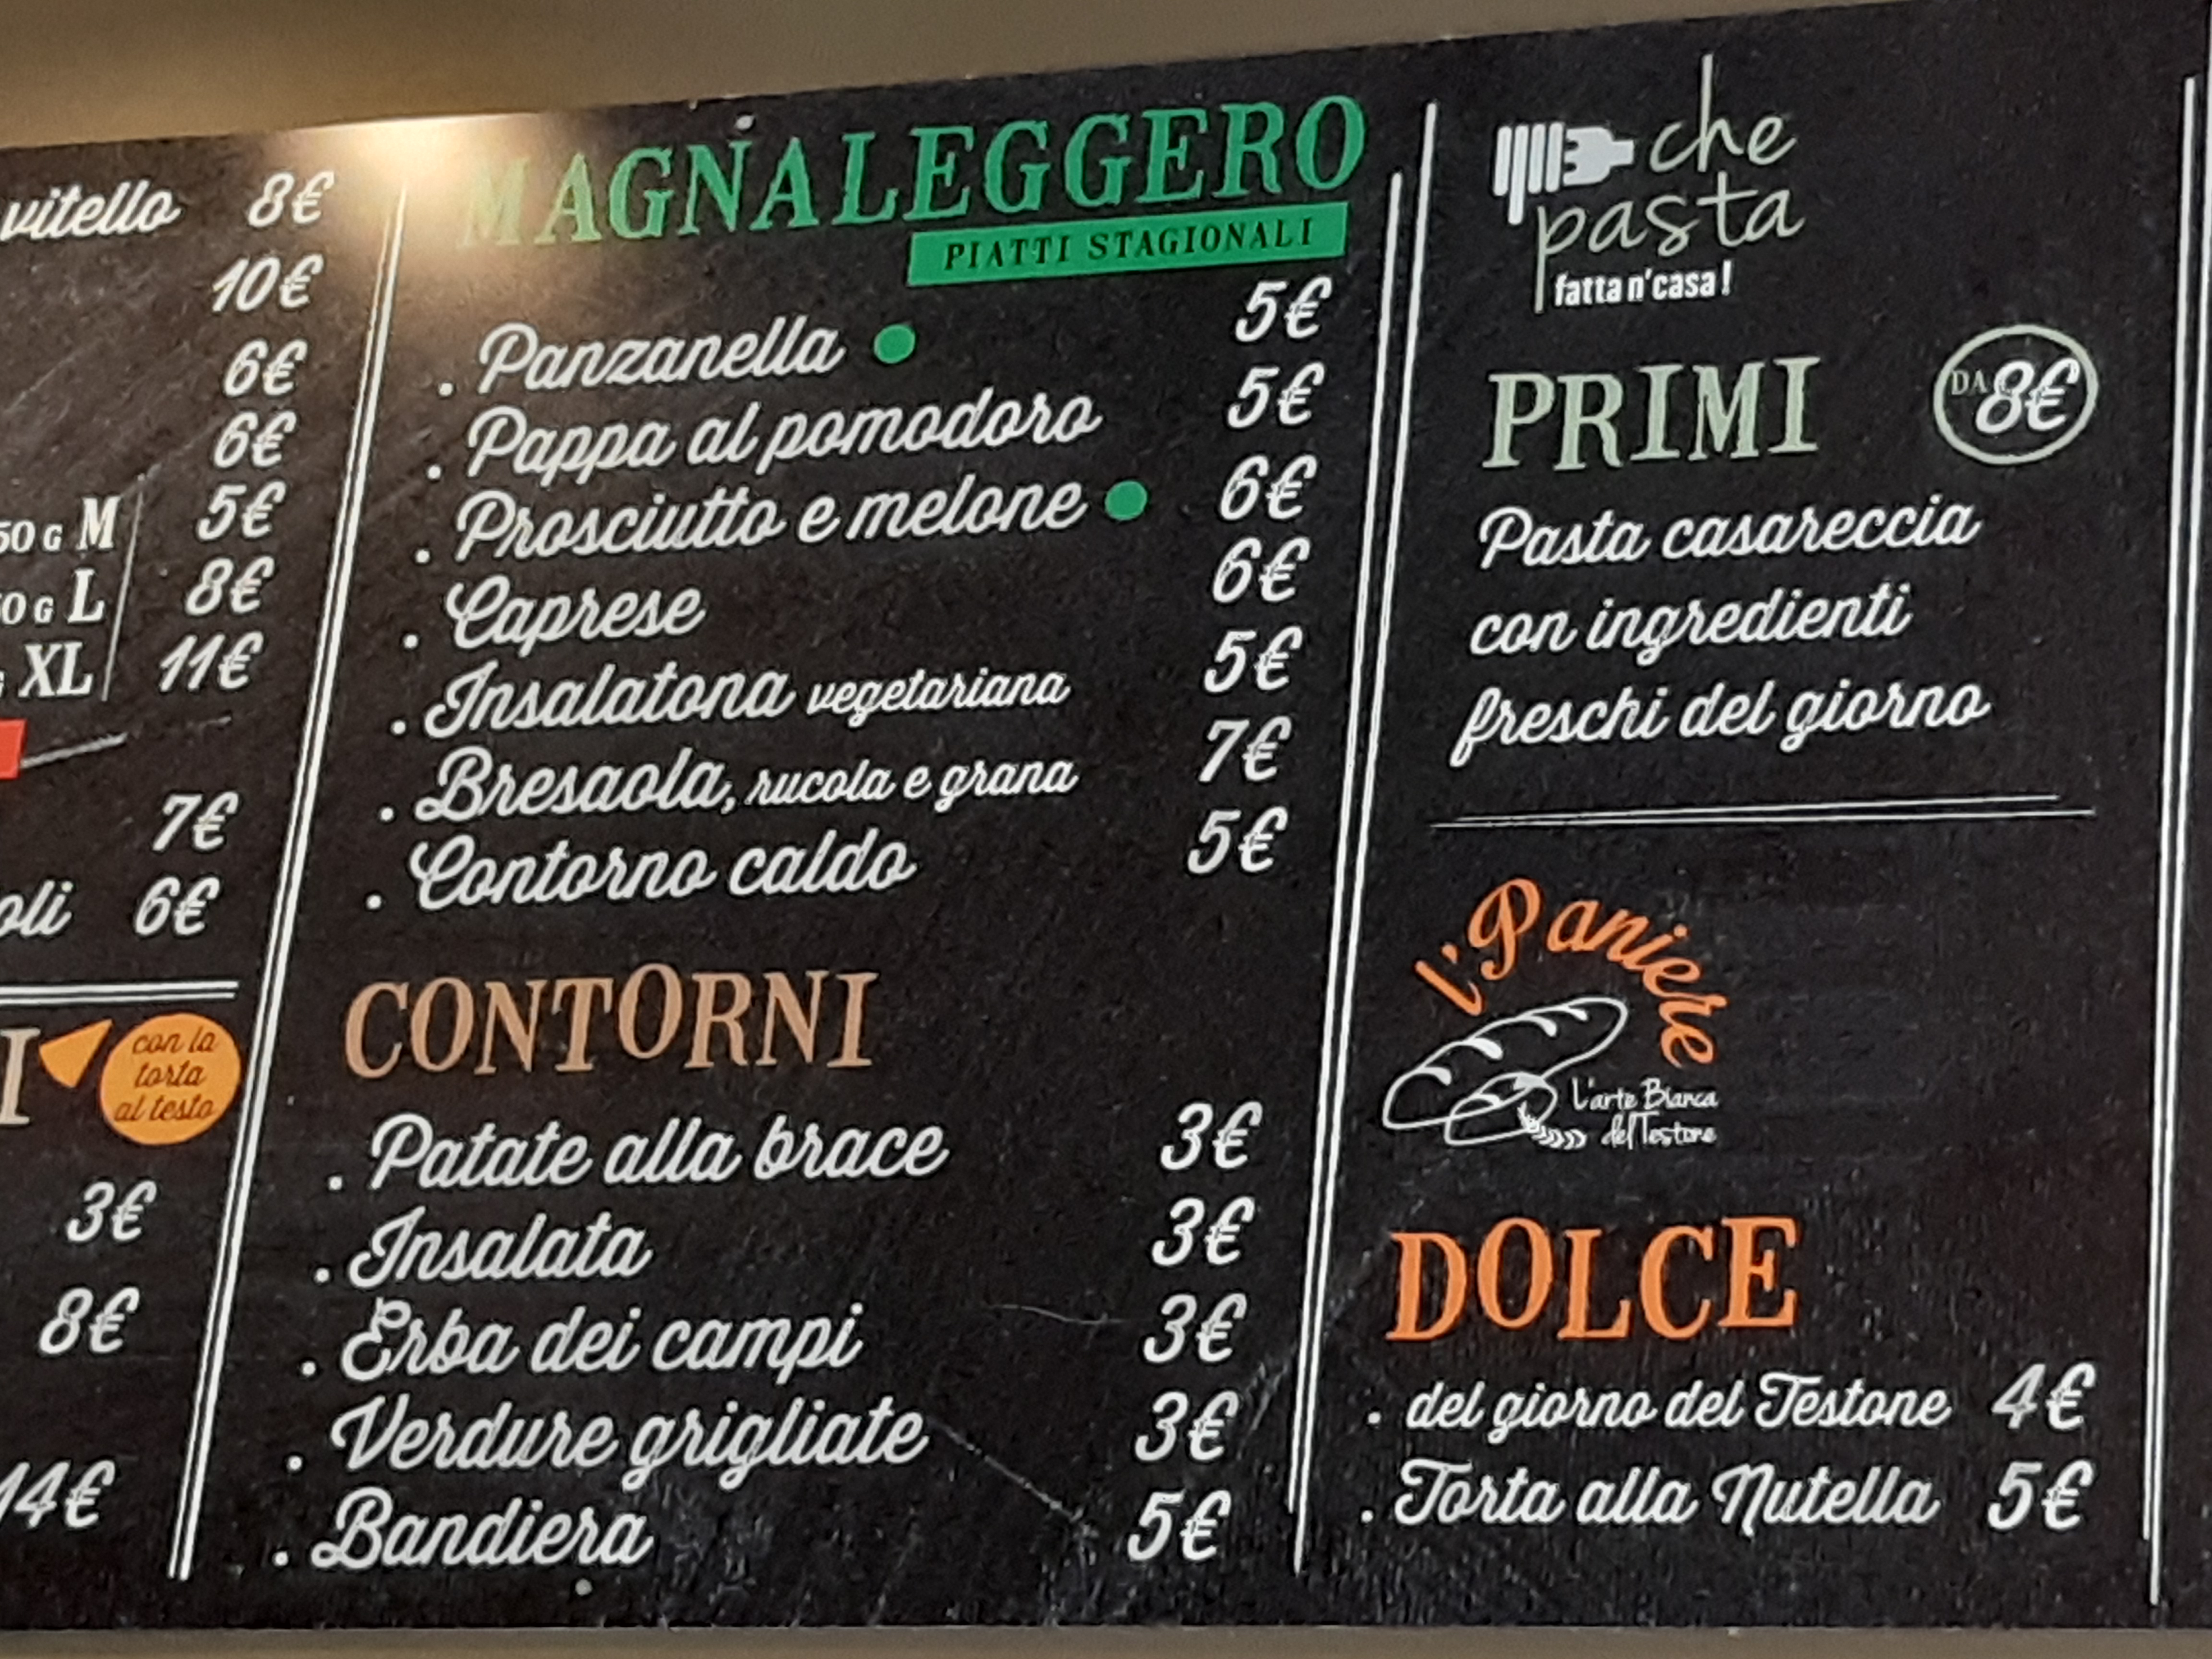 vitello 8€
10€
6€
6€
50 G M 5€
0 G L 8€
XL 11€
7€
oli 6€
I
con la
torta
al testo
3€
8€
14€
MAGNALEGGERO
PIATTI STAGIONALI
. Panzanella 5€
. Pappa al pomodoro 5€
. Prosciutto e melone 6€
. Caprese 6€
. Insalatona vegetariana 5€
. Bresaola, rucola e grana 7€
. Contorno caldo 5€
CONTORNI
. Patate alla brace 3€
. Insalata 3€
. Erba dei campi 3€
. Verdure grigliate 3€
. Bandiera 5€
che
pasta
fatta n'casa!
PRIMI DA 8€
Pasta casareccia
con ingredienti
freschi del giorno
l'Paniere
L'arte Bianca
del Testone
DOLCE
. del giorno del Testone 4€
. Torta alla Nutella 5€